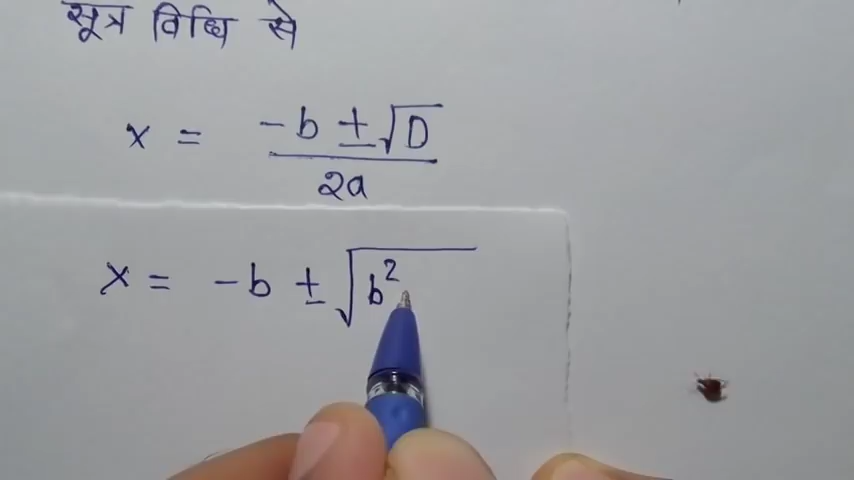 सूत्र विधि से
x = -b ± √D
2a
x = -b ± √b²